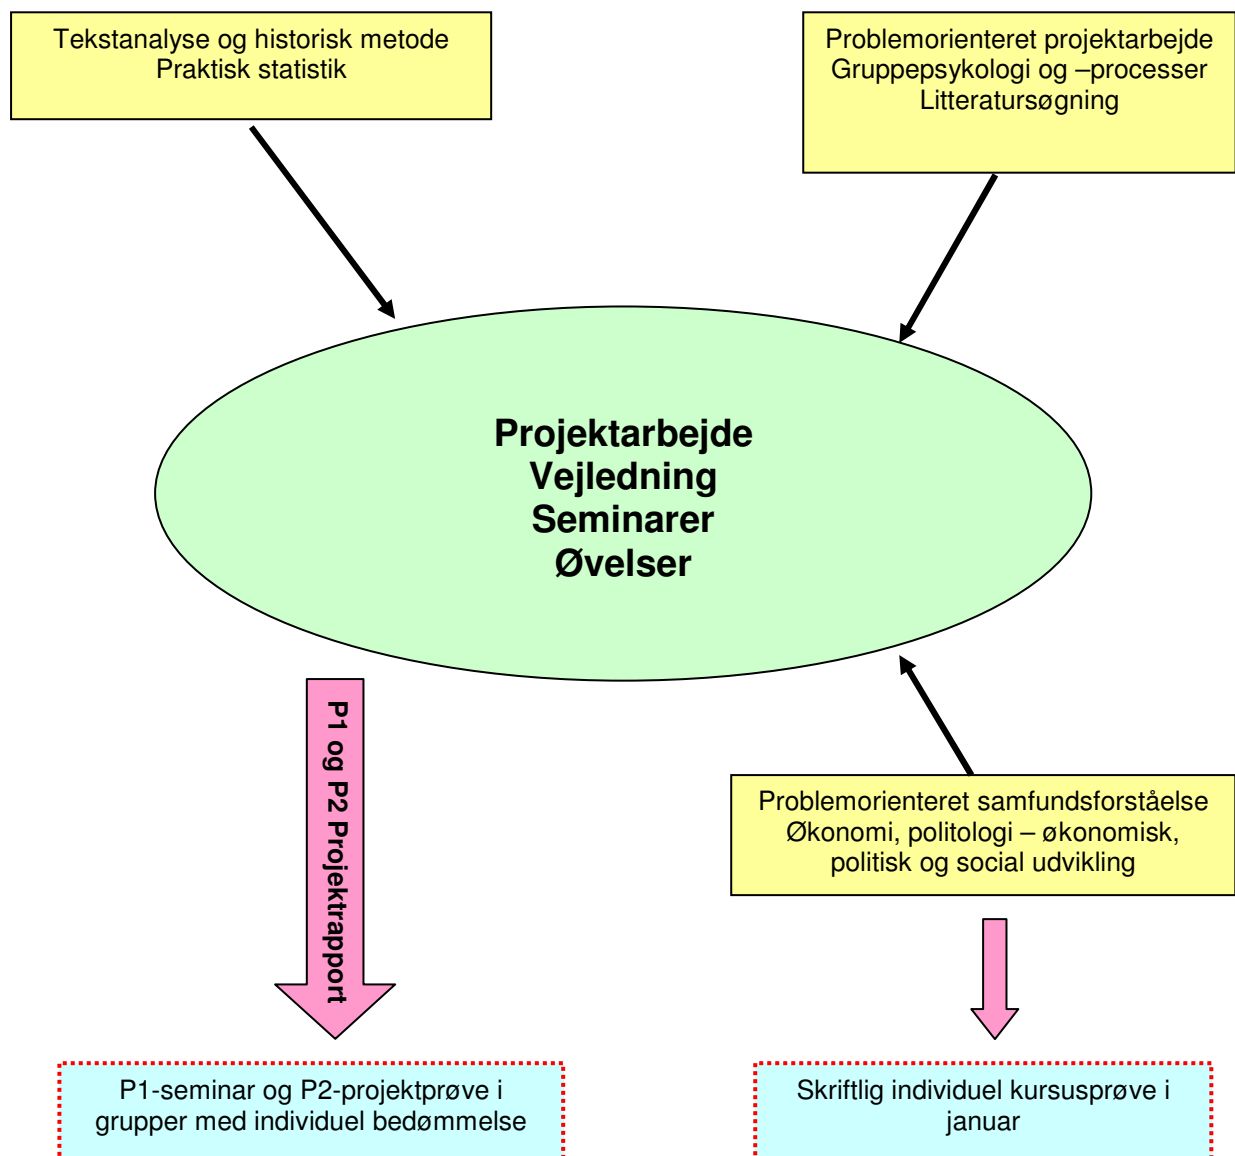 Tekstanalyse og historisk metode
Praktisk statistik
Problemorienteret projektarbejde
Gruppepsykologi og –processer
Litteratursøgning
Projektarbejde
Vejledning
Seminarer
Øvelser
P1 og P2 Projektrapport
Problemorienteret samfundsforståelse
Økonomi, politologi – økonomisk,
politisk og social udvikling
P1-seminar og P2-projektprøve i
grupper med individuel bedømmelse
Skriftlig individuel kursusprøve i
januar